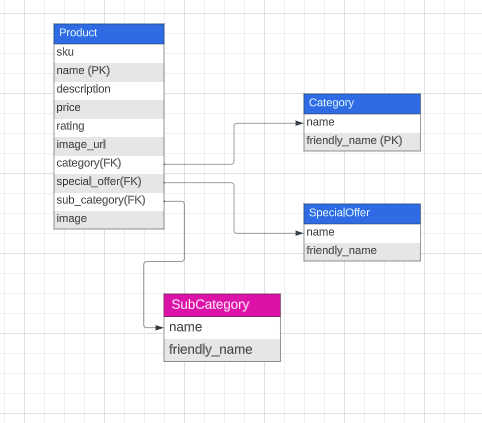 Product
sku
name (PK)
description
price
rating
image_url
category(FK)
special_offer(FK)
sub_category(FK)
image
Category
name
friendly_name (PK)
SpecialOffer
name
friendly_name
SubCategory
name
friendly_name